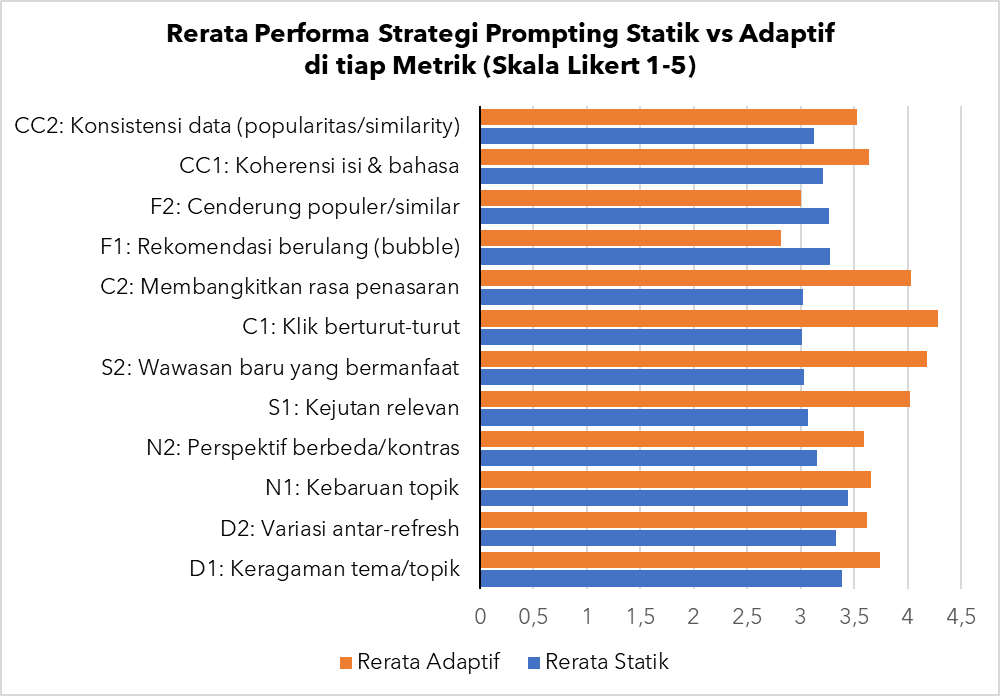 Rerata Performa Strategi Prompting Statik vs Adaptif
di tiap Metrik (Skala Likert 1-5)
CC2: Konsistensi data (popularitas/similarity)
CC1: Koherensi isi & bahasa
F2: Cenderung populer/similar
F1: Rekomendasi berulang (bubble)
C2: Membangkitkan rasa penasaran
C1: Klik berturut-turut
S2: Wawasan baru yang bermanfaat
S1: Kejutan relevan
N2: Perspektif berbeda/kontras
N1: Kebaruan topik
D2: Variasi antar-refresh
D1: Keragaman tema/topik
0 0,5 1 1,5 2 2,5 3 3,5 4 4,5
Rerata Adaptif Rerata Statik